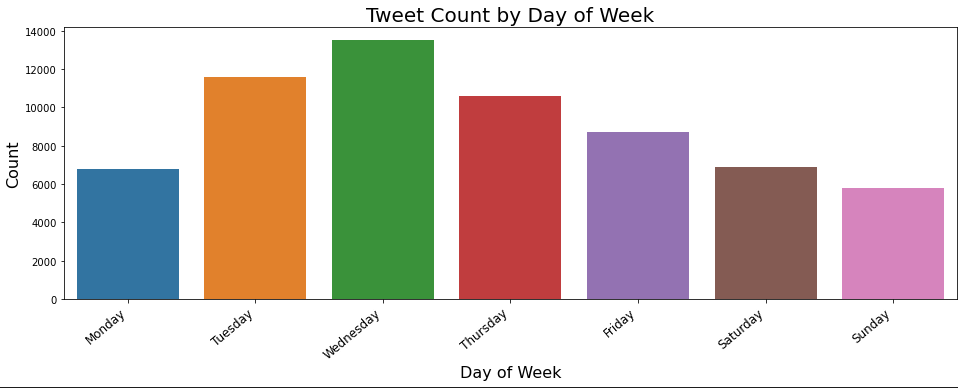 Tweet Count by Day of Week
Count
14000
12000
10000
8000
6000
4000
2000
0
Monday
Tuesday
Wednesday
Thursday
Friday
Saturday
Sunday
Day of Week